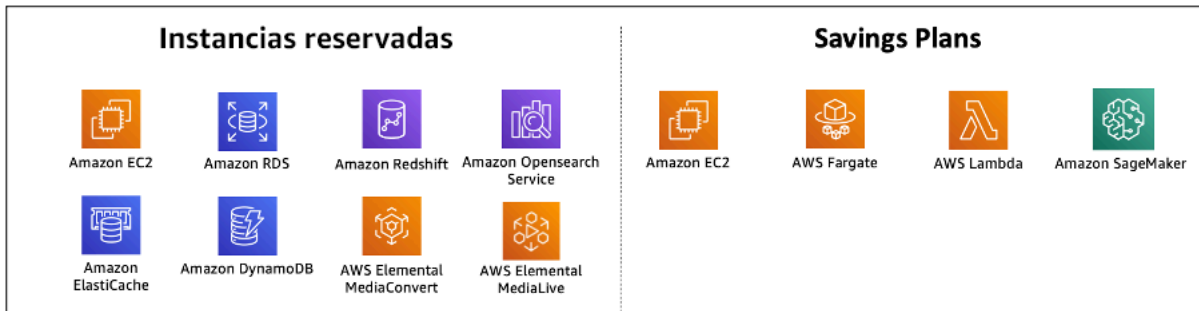 Instancias reservadas
Savings Plans
Amazon EC2
Amazon RDS
Amazon Redshift
Amazon Opensearch
Service
Amazon
ElastiCache
Amazon DynamoDB
AWS Elemental
MediaConvert
AWS Elemental
MediaLive
Amazon EC2
AWS Fargate
AWS Lambda
Amazon SageMaker